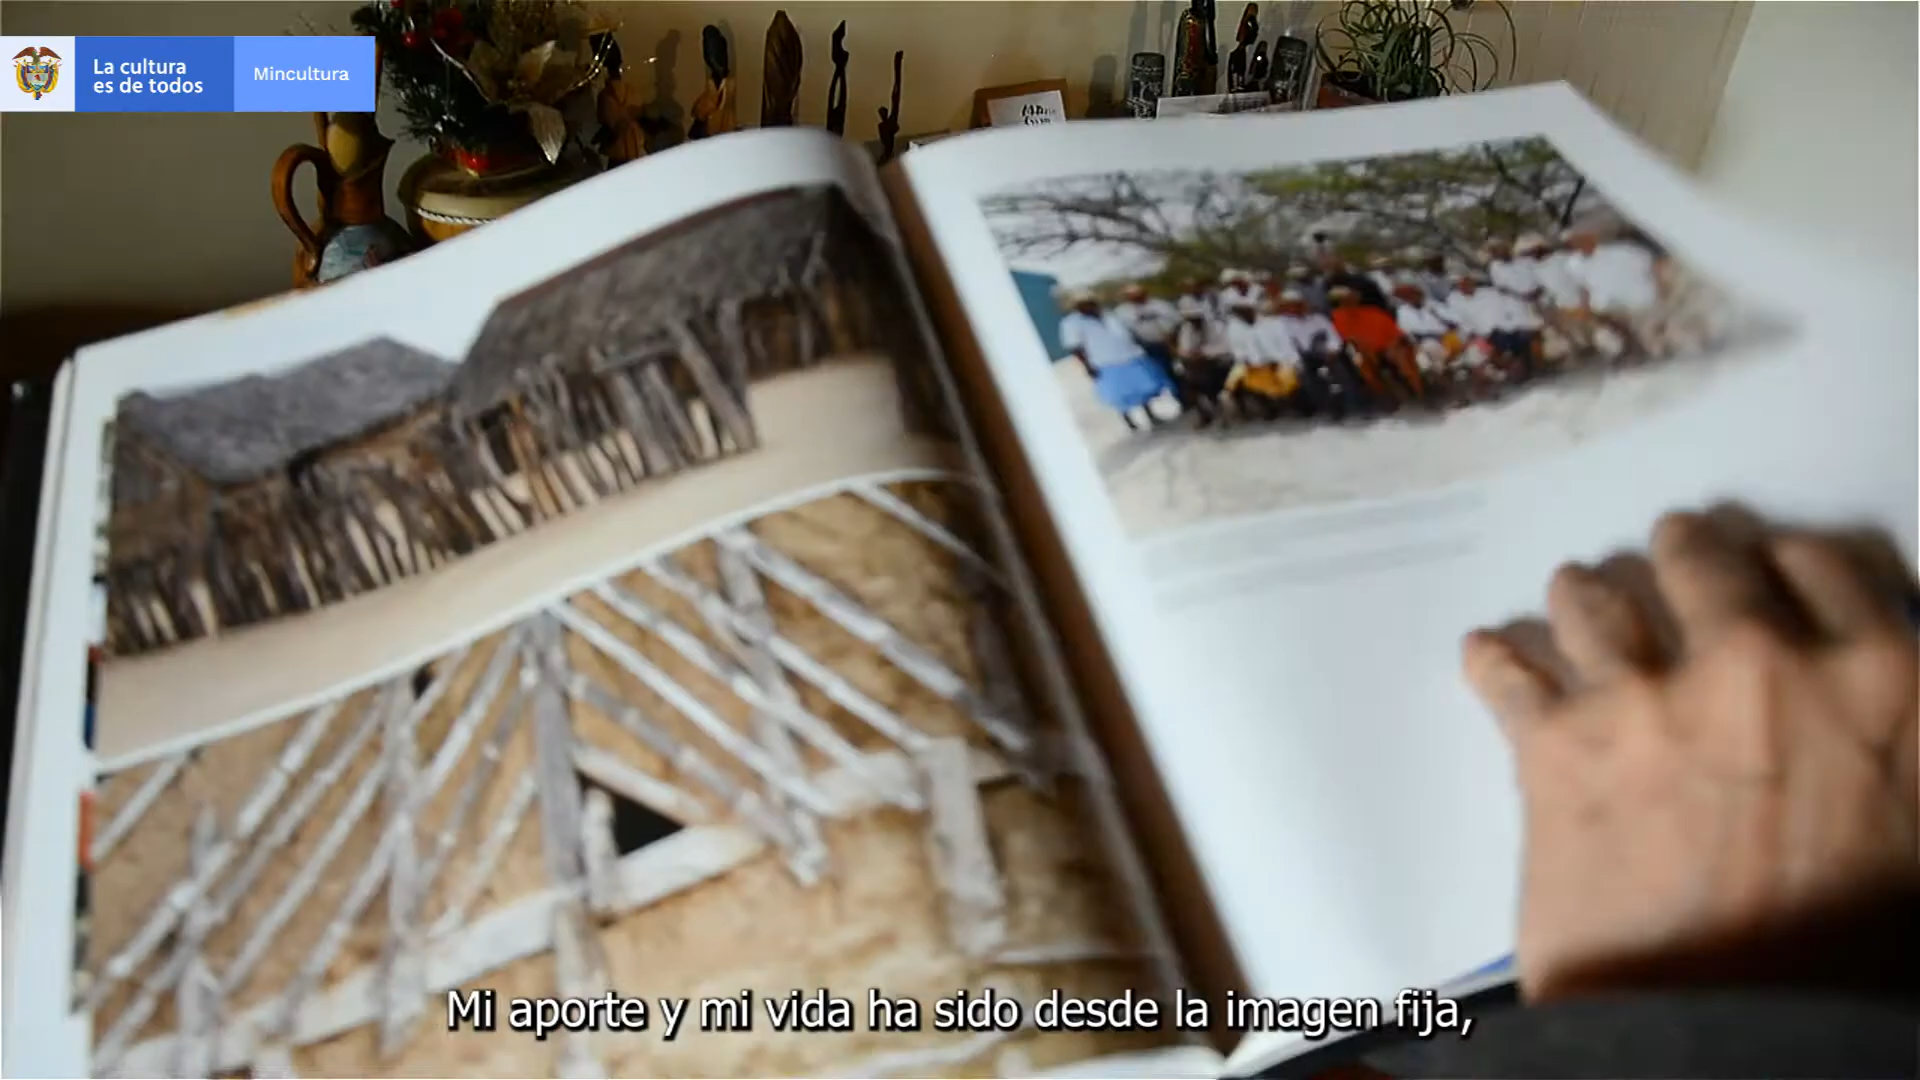 La cultura
es de todos
Mincultura
Mi aporte y mi vida ha sido desde la imagen fija,